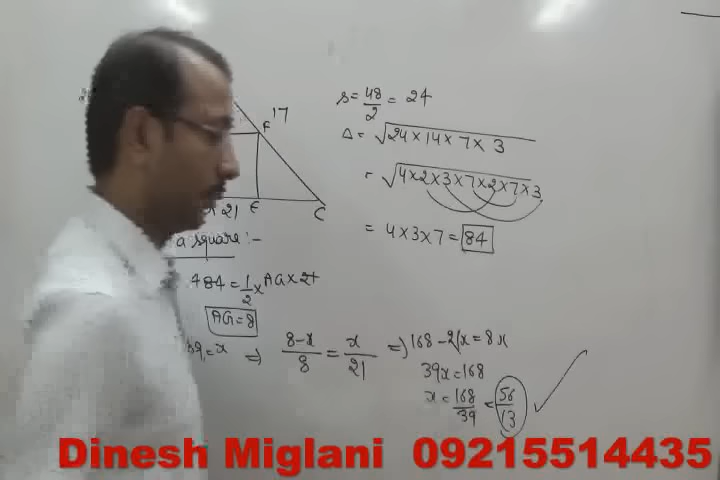 F 17
E
C
21
a square :-
484 = 1/2 × AG × 21
AG = 8
= x ⇒ 8-x/8 = x/21 ⇒ 168 - 21x = 8x
39x = 168
x = 168/39 = 56/13
s = 48/2 = 24
Δ = √24 × 14 × 7 × 3
= √4×2×3×7×2×7×3
= 4×3×7 = 84
Dinesh Miglani 09215514435